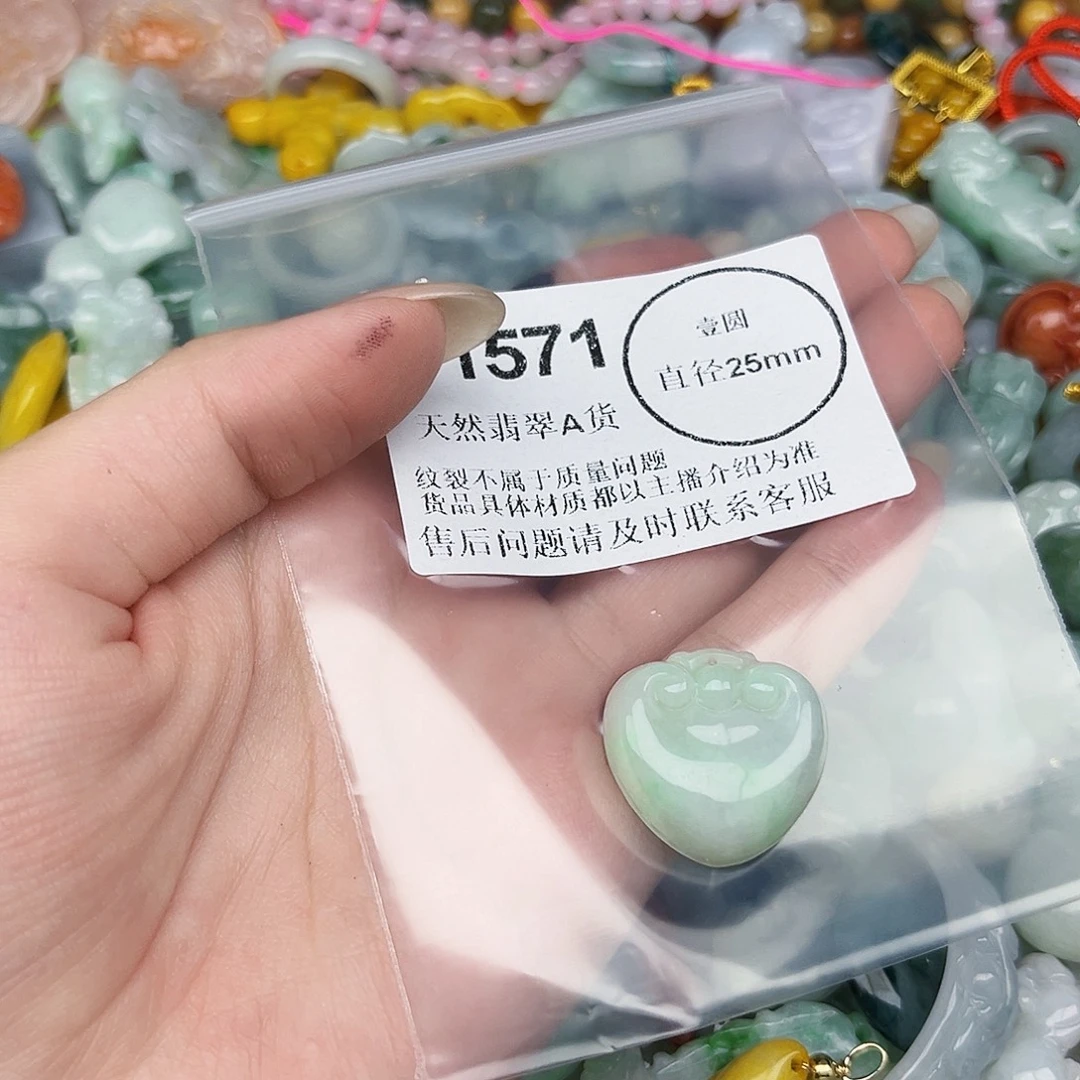 1571
壹圆
直径25mm
天然翡翠A货
纹裂不属于质量问题
货品具体材质都以主播介绍为准
售后问题请及时联系客服